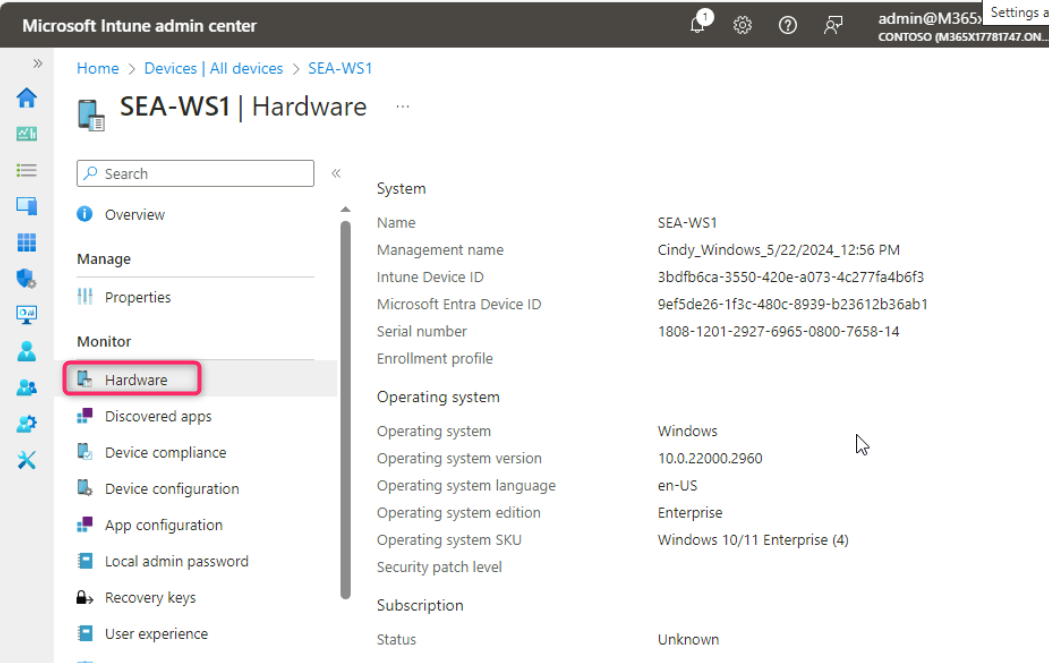 Microsoft Intune admin center
1
admin@M365x
Settings a
CONTOSO (M365X17781747.ON...
Home > Devices | All devices > SEA-WS1
SEA-WS1 | Hardware ...
Search
Overview
Manage
Properties
Monitor
Hardware
Discovered apps
Device compliance
Device configuration
App configuration
Local admin password
Recovery keys
User experience
System
Name SEA-WS1
Management name Cindy_Windows_5/22/2024_12:56 PM
Intune Device ID 3bdfb6ca-3550-420e-a073-4c277fa4b6f3
Microsoft Entra Device ID 9ef5de26-1f3c-480c-8939-b23612b36ab1
Serial number 1808-1201-2927-6965-0800-7658-14
Enrollment profile
Operating system
Operating system Windows
Operating system version 10.0.22000.2960
Operating system language en-US
Operating system edition Enterprise
Operating system SKU Windows 10/11 Enterprise (4)
Security patch level
Subscription
Status Unknown